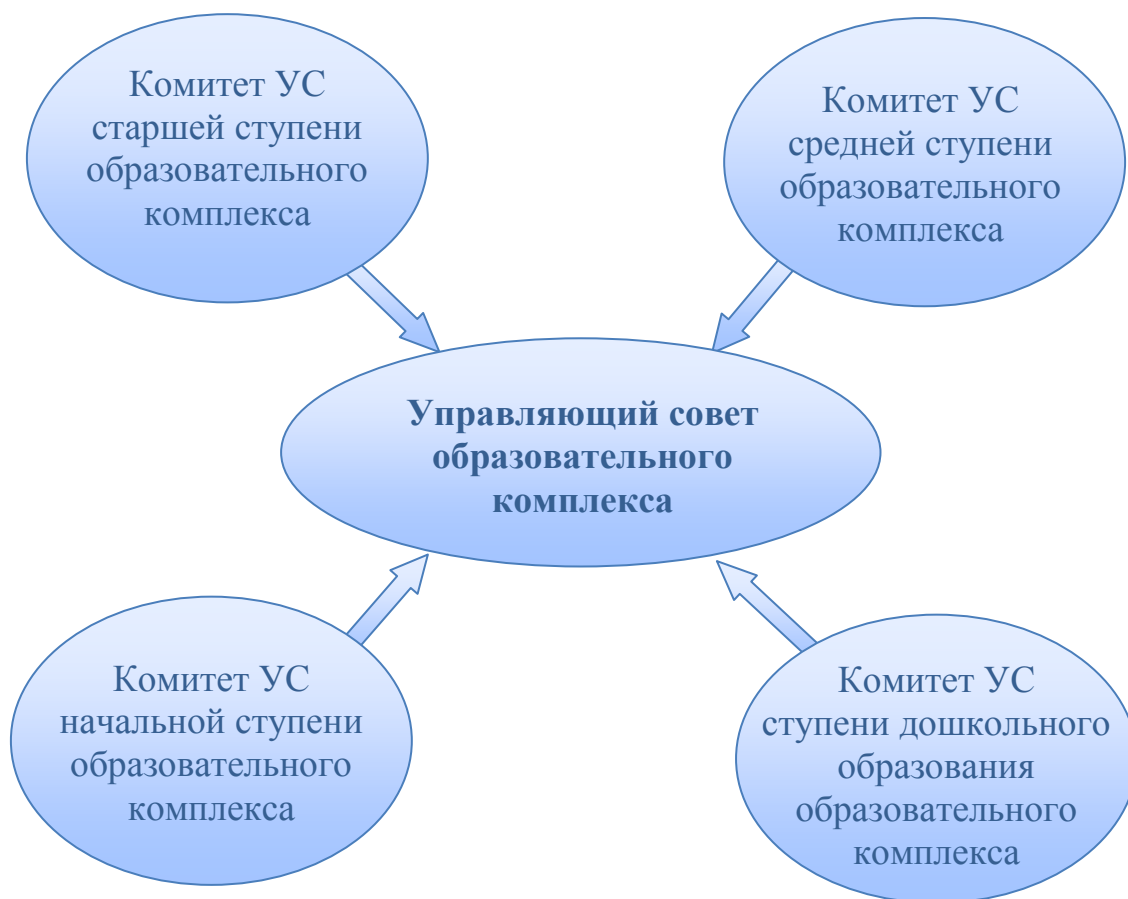 Комитет УС
старшей ступени
образовательного
комплекса
Комитет УС
средней ступени
образовательного
комплекса
Управляющий совет
образовательного
комплекса
Комитет УС
начальной ступени
образовательного
комплекса
Комитет УС
ступени дошкольного
образования
образовательного
комплекса